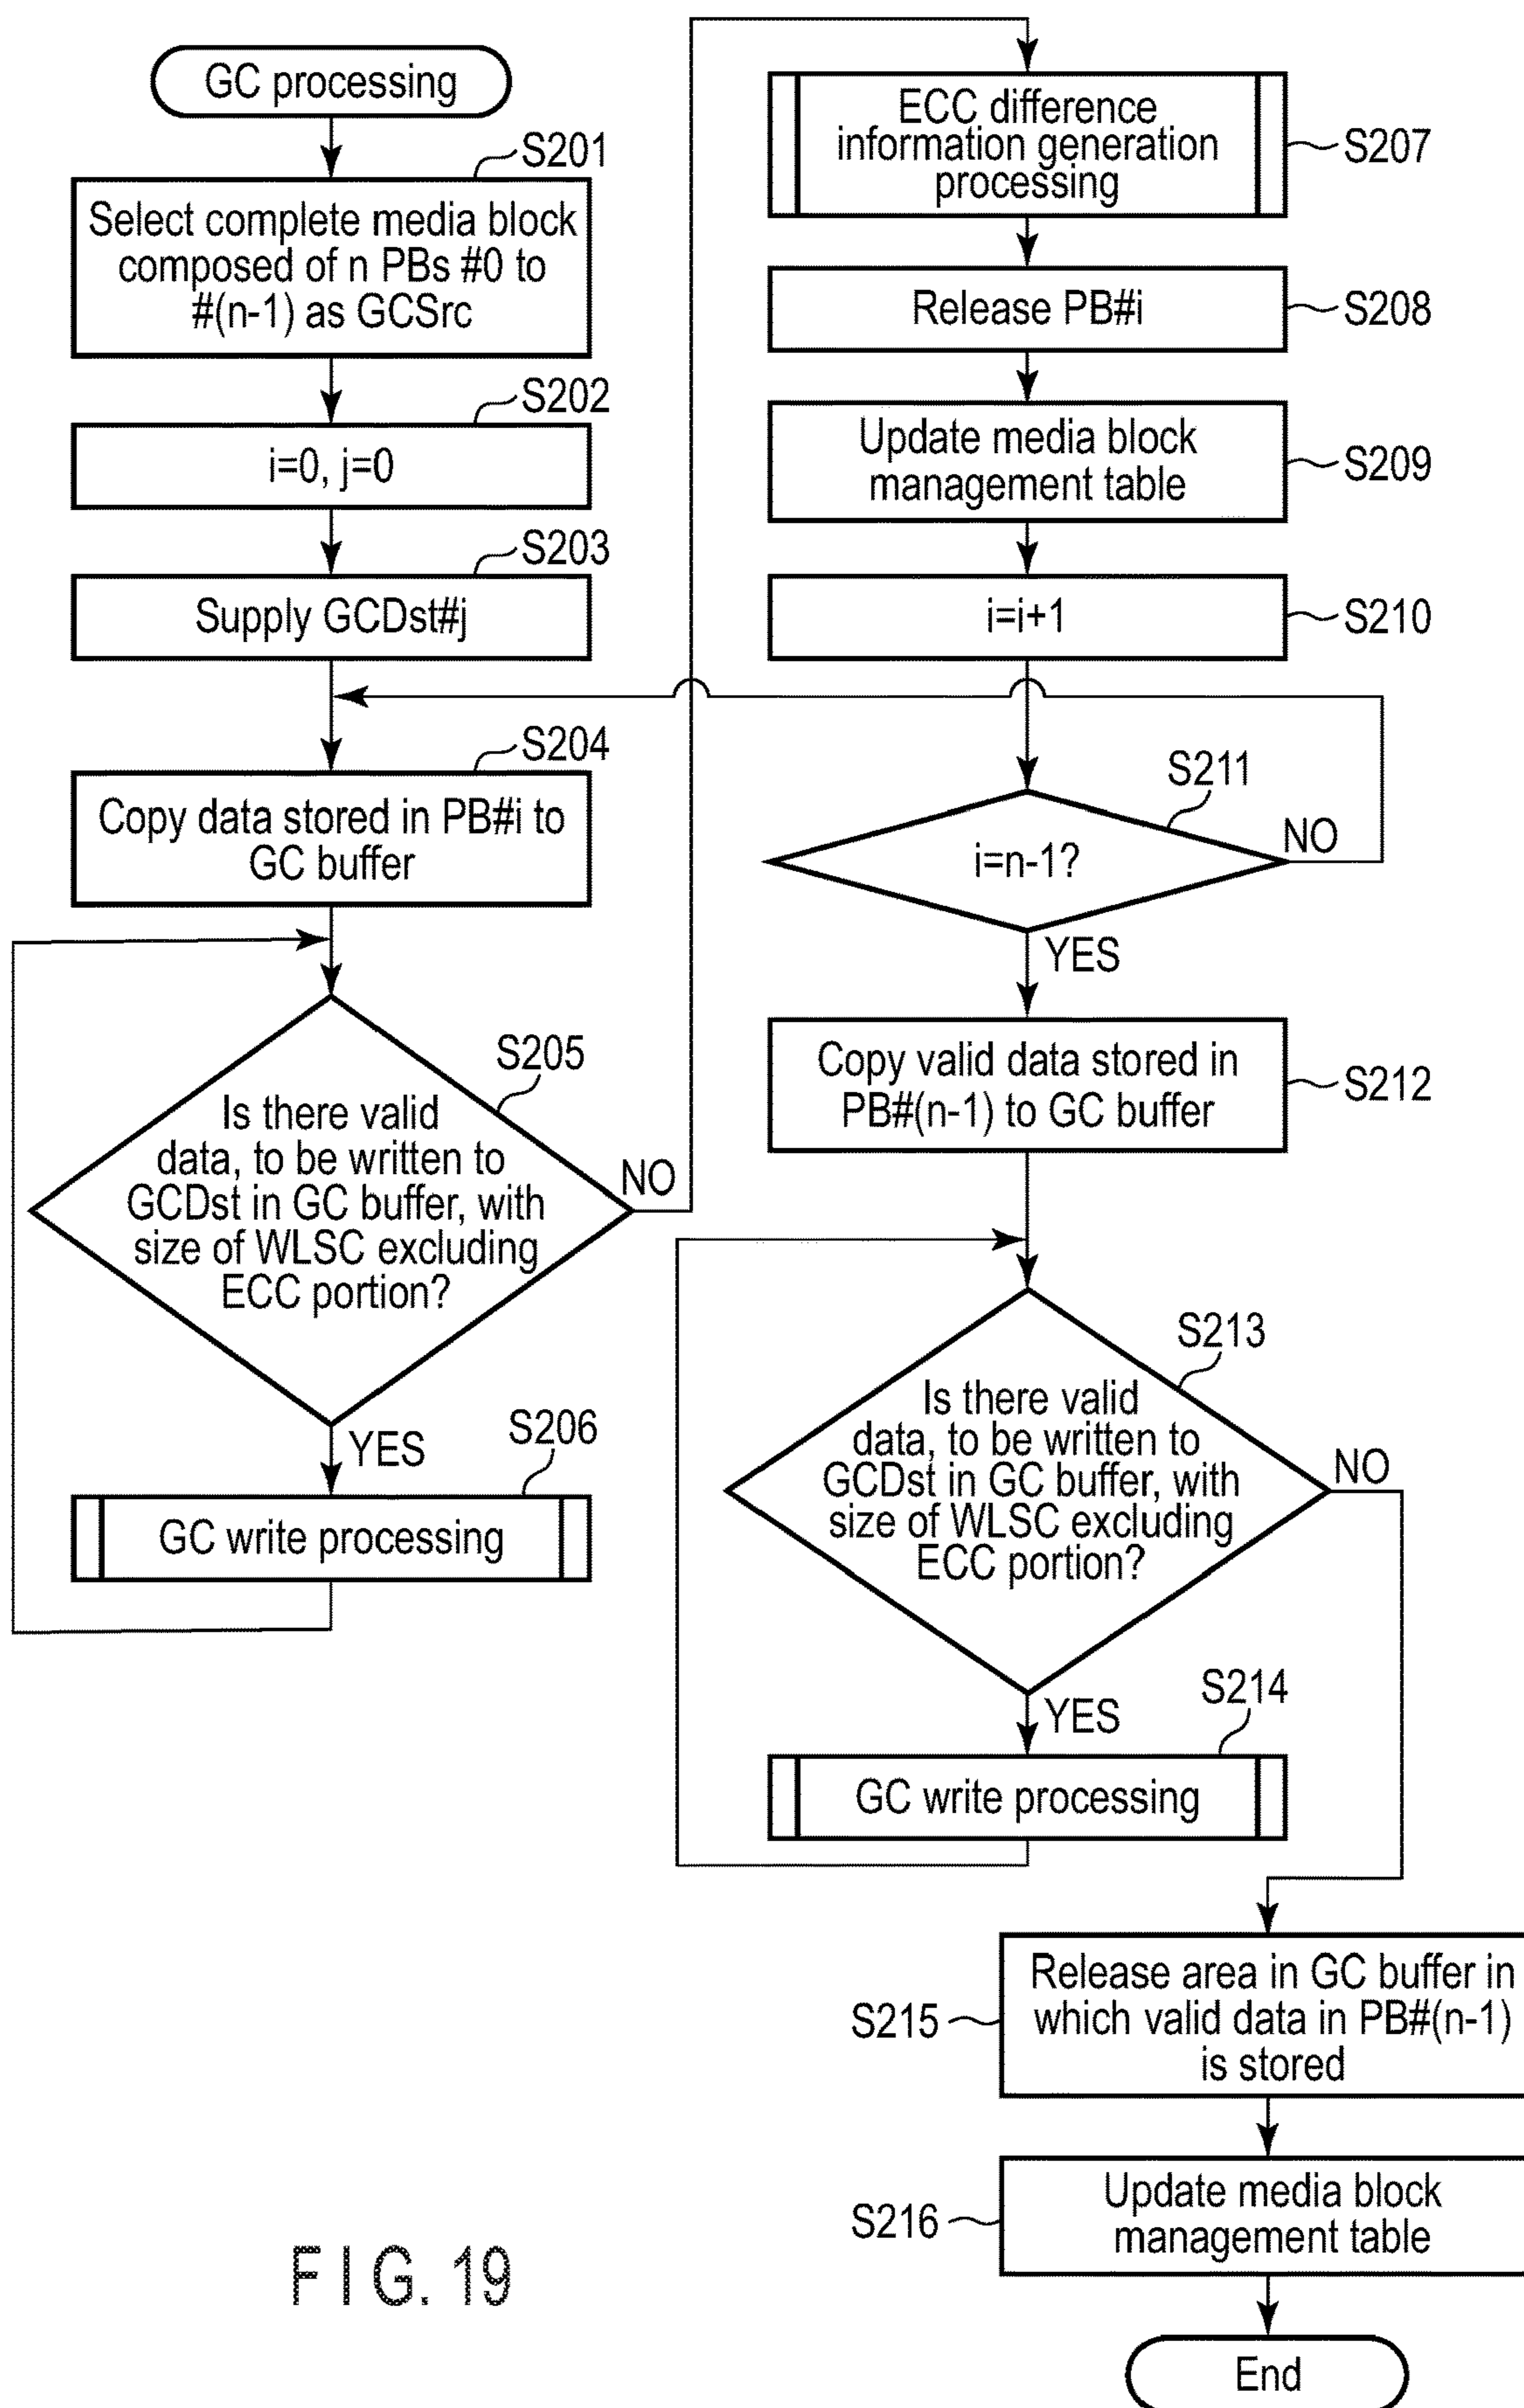 GC processing
S201
Select complete media block
composed of n PBs #0 to
#(n-1) as GCSrc
S202
i=0, j=0
S203
Supply GCDst#j
S204
Copy data stored in PB#i to
GC buffer
S205
Is there valid
data, to be written to
GCDst in GC buffer, with
size of WLSC excluding
ECC portion?
NO
YES
S206
GC write processing
ECC difference
information generation
processing
S207
Release PB#i
S208
Update media block
management table
S209
i=i+1
S210
S211
i=n-1?
NO
YES
Copy valid data stored in
PB#(n-1) to GC buffer
S212
S213
Is there valid
data, to be written to
GCDst in GC buffer, with
size of WLSC excluding
ECC portion?
NO
YES
S214
GC write processing
Release area in GC buffer in
which valid data in PB#(n-1)
is stored
S215
Update media block
management table
S216
End
FIG. 19